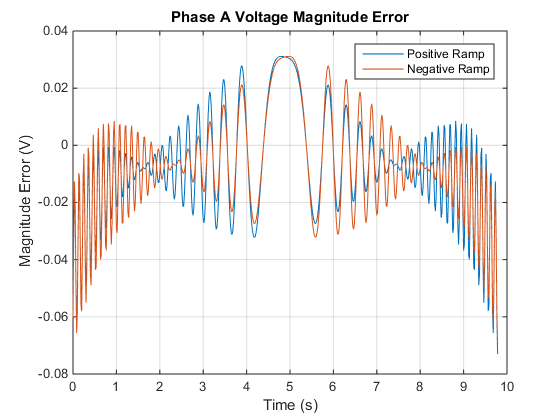 Phase A Voltage Magnitude Error
Positive Ramp
Negative Ramp
0.04
0.02
0
-0.02
-0.04
-0.06
-0.08
Magnitude Error (V)
0 1 2 3 4 5 6 7 8 9 10
Time (s)